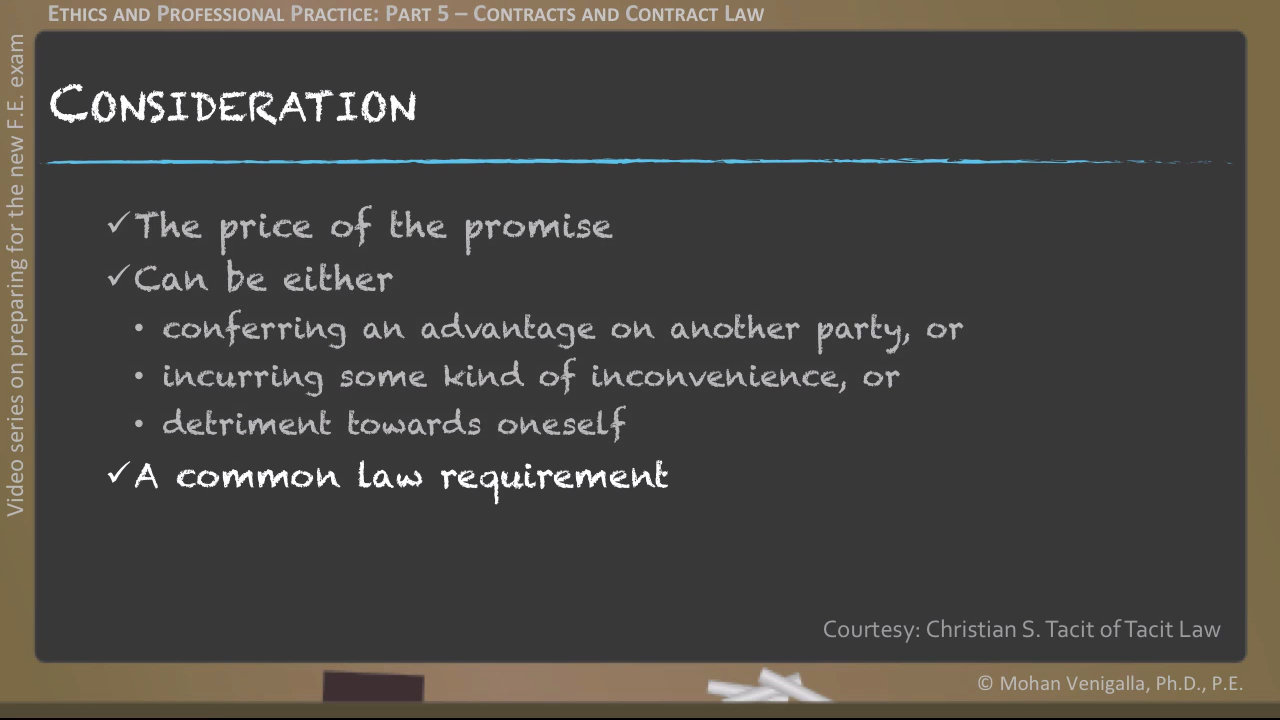 Ethics and Professional Practice: Part 5 – Contracts and Contract Law
Video series on preparing for the new F.E. exam
Consideration
✓The price of the promise
✓Can be either
• conferring an advantage on another party, or
• incurring some kind of inconvenience, or
• detriment towards oneself
✓A common law requirement
Courtesy: Christian S. Tacit of Tacit Law
© Mohan Venigalla, Ph.D., P.E.